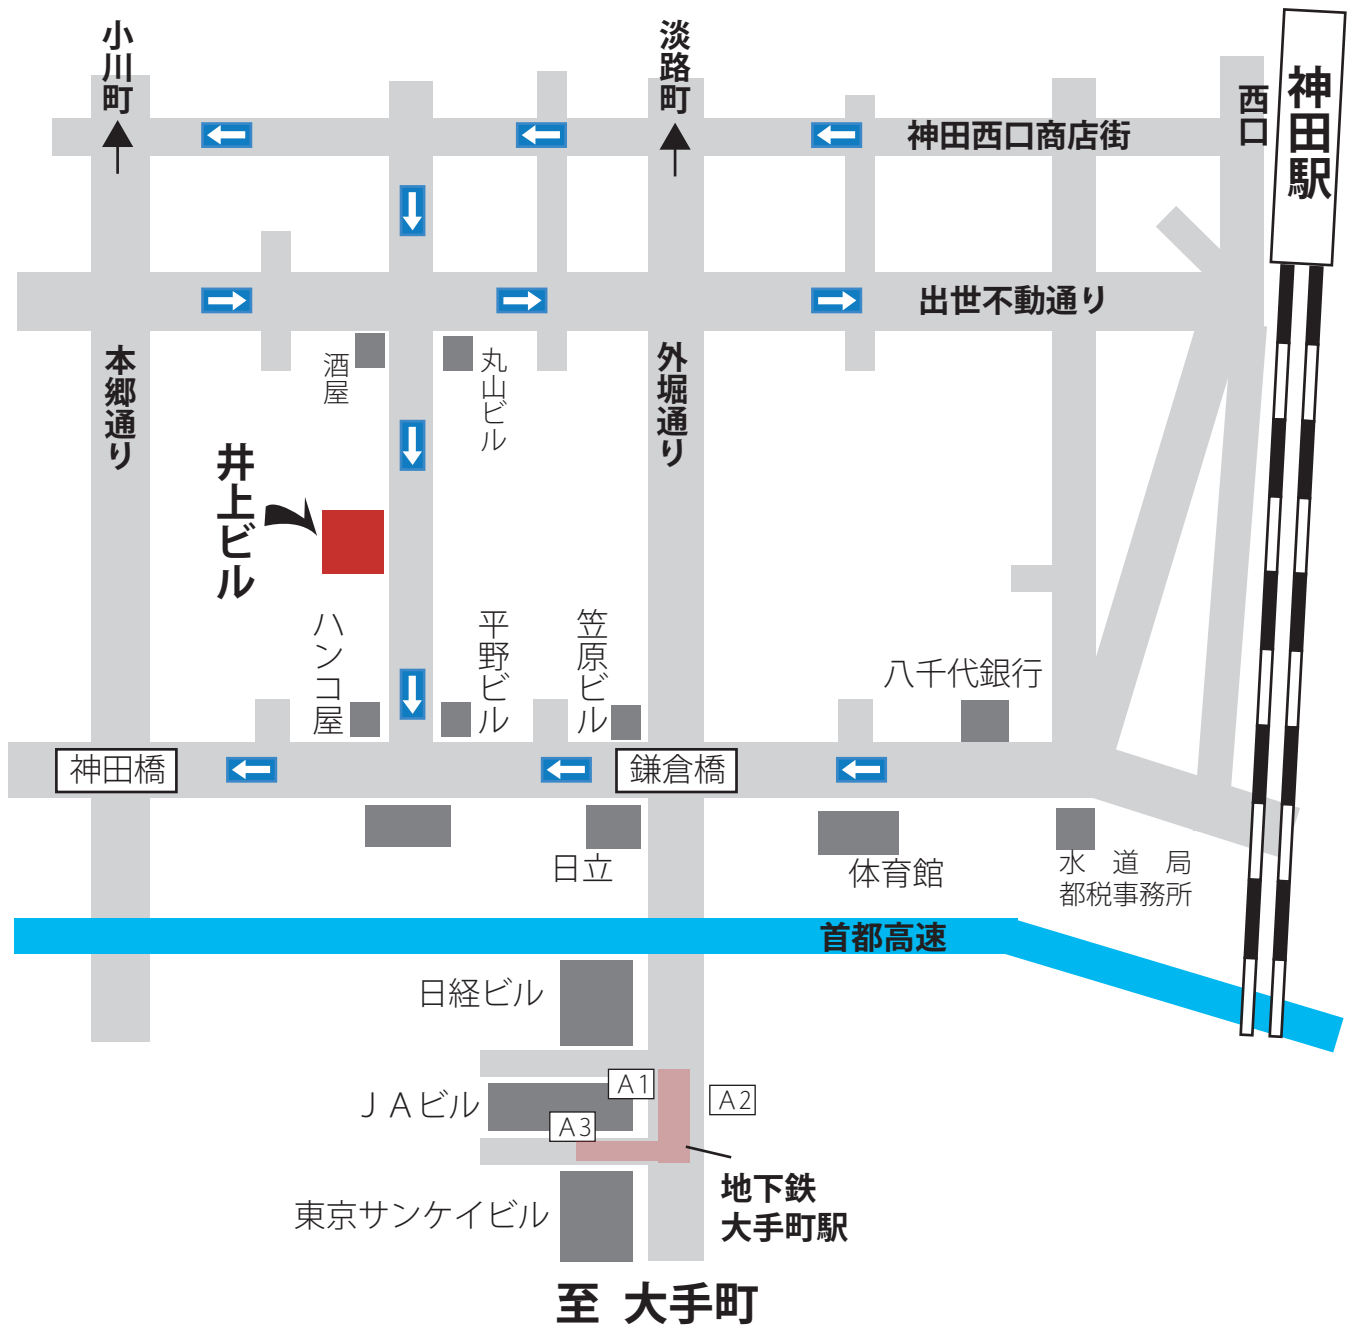 小川町
淡路町
神田駅
西口
神田西口商店街
出世不動通り
本郷通り
酒屋
丸山ビル
外堀通り
井上ビル
ハンコ屋
平野ビル
笠原ビル
八千代銀行
神田橋
鎌倉橋
日立
体育館
水 道 局
都税事務所
首都高速
日経ビル
JAビル
A1
A2
A3
地下鉄
大手町駅
東京サンケイビル
至 大手町